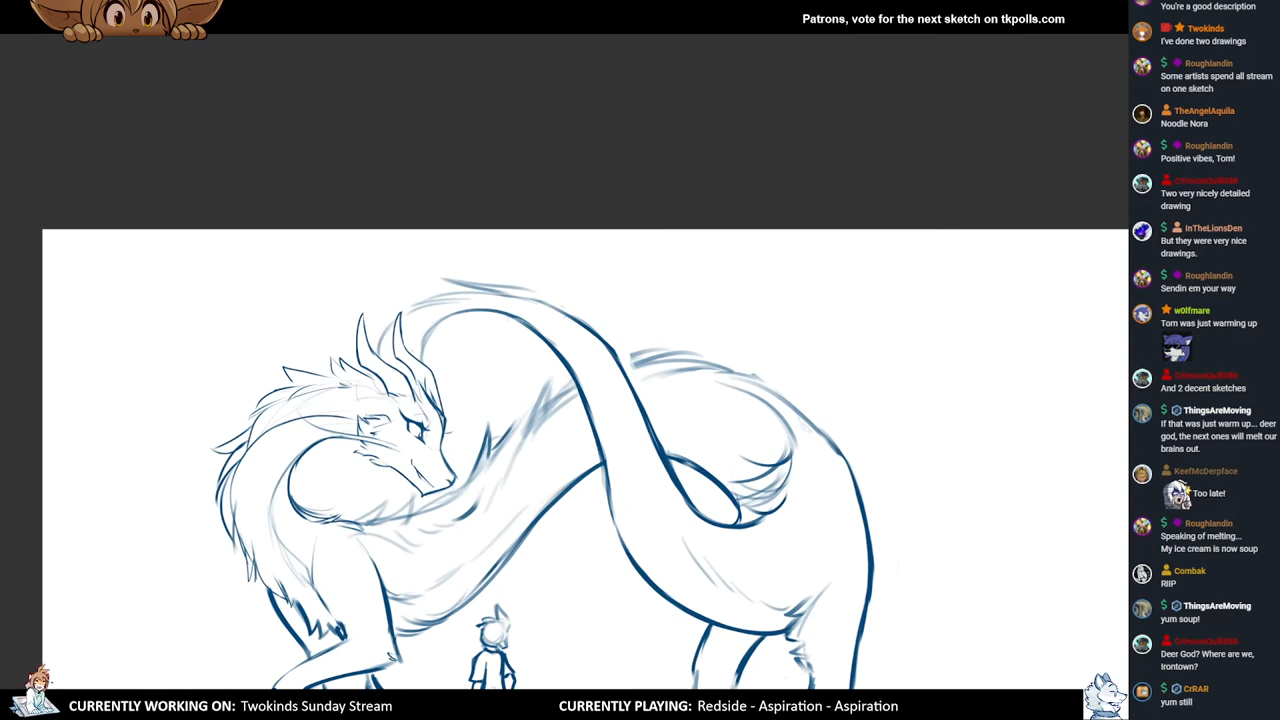 Patrons, vote for the next sketch on tkpolls.com
You're a good description
Twokinds
I've done two drawings
Roughlandin
Some artists spend all stream
on one sketch
TheAngelAquila
Noodle Nora
Roughlandin
Positive vibes, Tom!
Two very nicely detailed
drawing
InTheLionsDen
But they were very nice
drawings.
Roughlandin
Sendin em your way
w0lfmare
Tom was just warming up
And 2 decent sketches
ThingsAreMoving
If that was just warm up... deer
god, the next ones will melt our
brains out.
KeefMcDerpface
Too late!
Roughlandin
Speaking of melting...
My ice cream is now soup
Combak
RIIP
ThingsAreMoving
yum soup!
Deer God? Where are we,
Irontown?
CrRAR
yum still
CURRENTLY WORKING ON: Twokinds Sunday Stream
CURRENTLY PLAYING: Redside - Aspiration - Aspiration